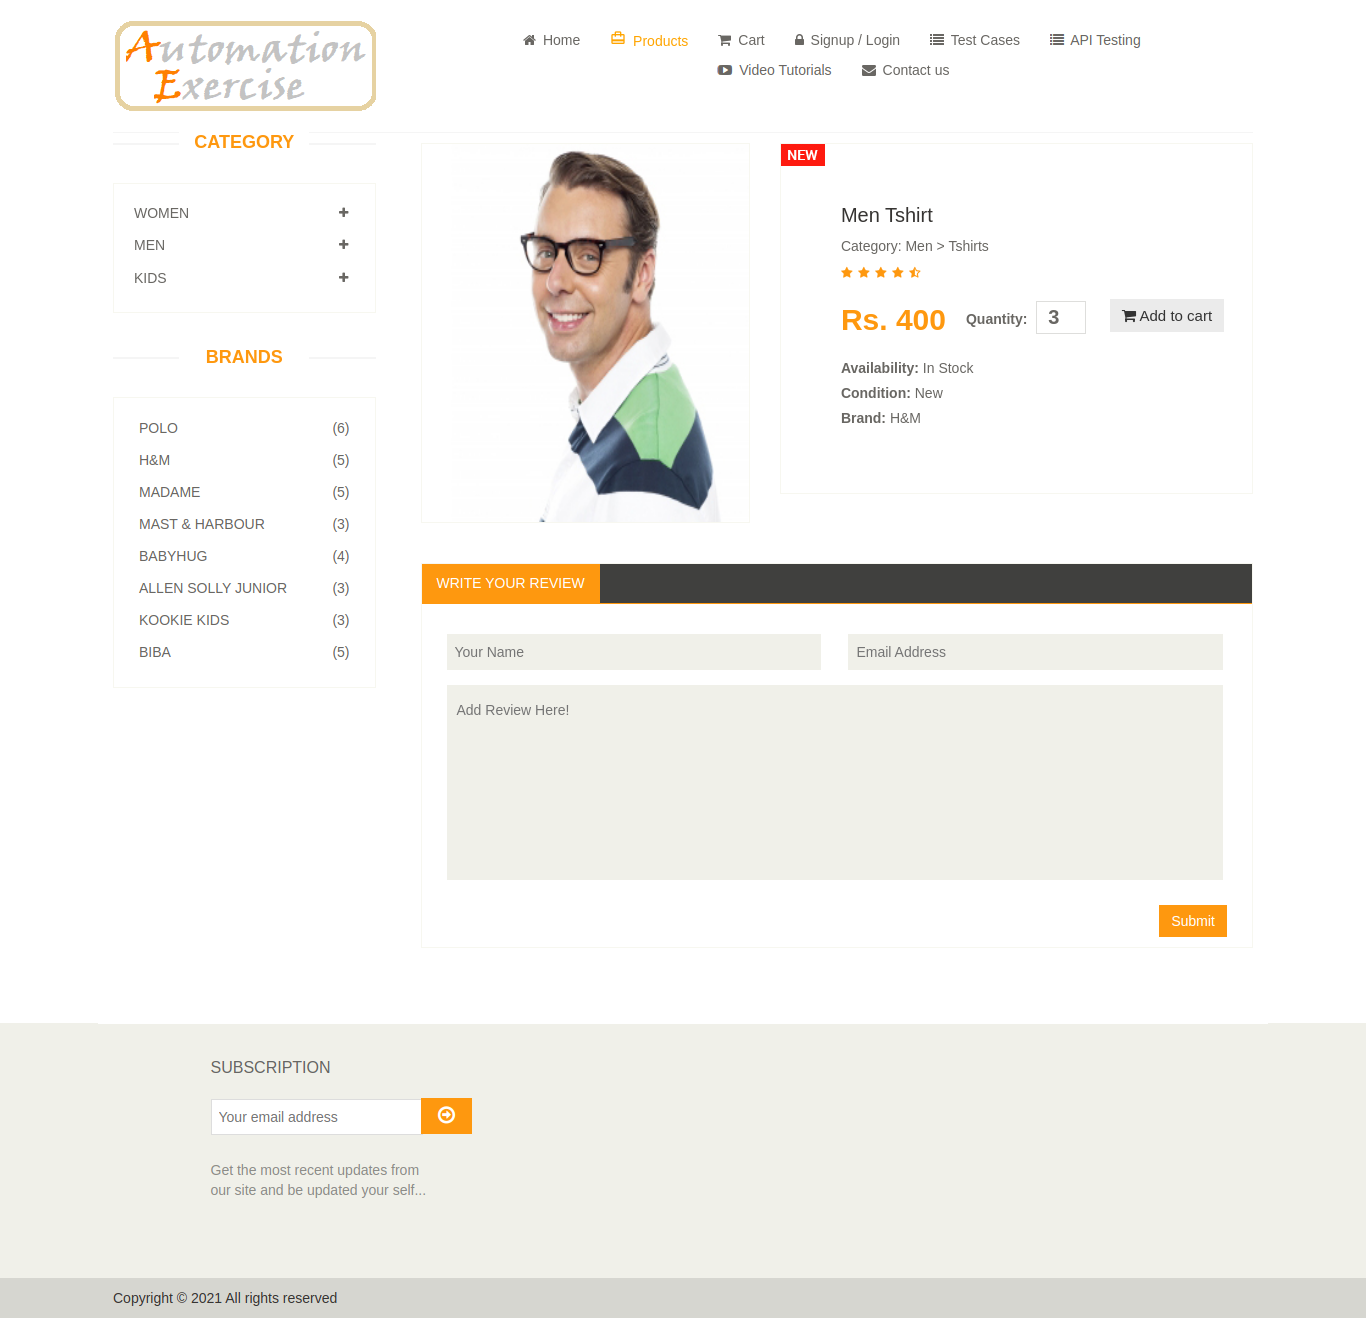 Automation
Exercise
Home
Products
Cart
Signup / Login
Test Cases
API Testing
Video Tutorials
Contact us
CATEGORY
WOMEN
MEN
KIDS
BRANDS
POLO (6)
H&M (5)
MADAME (5)
MAST & HARBOUR (3)
BABYHUG (4)
ALLEN SOLLY JUNIOR (3)
KOOKIE KIDS (3)
BIBA (5)
NEW
Men Tshirt
Category: Men > Tshirts
Rs. 400 Quantity: 3 Add to cart
Availability: In Stock
Condition: New
Brand: H&M
WRITE YOUR REVIEW
Your Name
Email Address
Add Review Here!
Submit
SUBSCRIPTION
Your email address
Get the most recent updates from
our site and be updated your self...
Copyright © 2021 All rights reserved